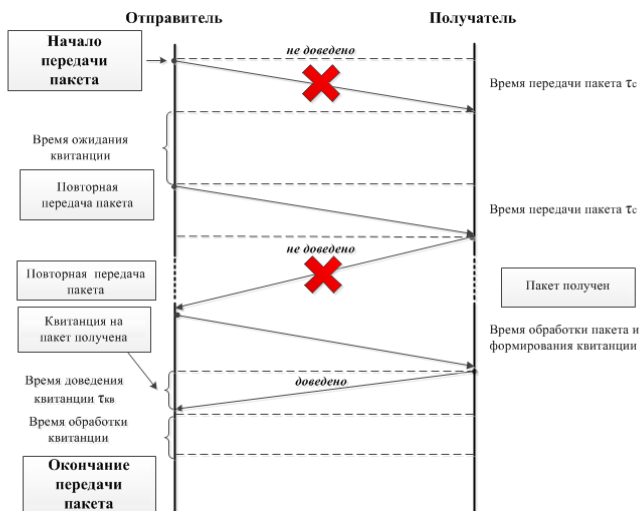 Отправитель
Получатель
Начало
передачи
пакета
не доведено
Время передачи пакета τс
Время ожидания
квитанции
Повторная
передача пакета
Время передачи пакета τс
не доведено
Повторная передача
пакета
Пакет получен
Квитанция на
пакет получена
Время обработки пакета и
формирования квитанции
Время доведения
квитанции τкв
доведено
Время обработки
квитанции
Окончание
передачи
пакета